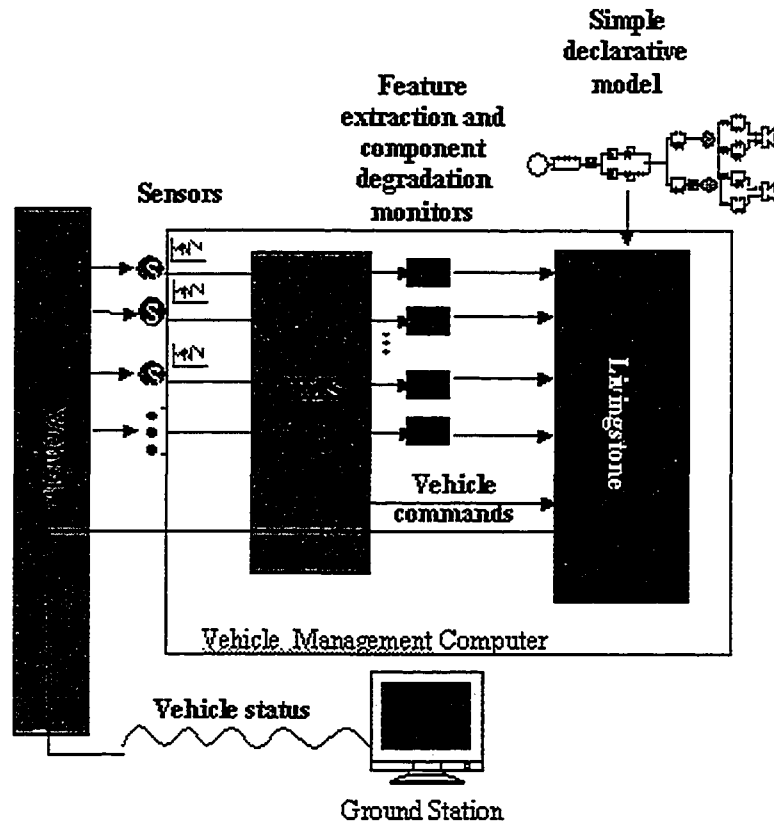 Simple
declarative
model
Feature
extraction and
component
degradation
monitors
Sensors
S
S
S
Livingstone
Vehicle
commands
Vehicle Management Computer
Vehicle status
Ground Station